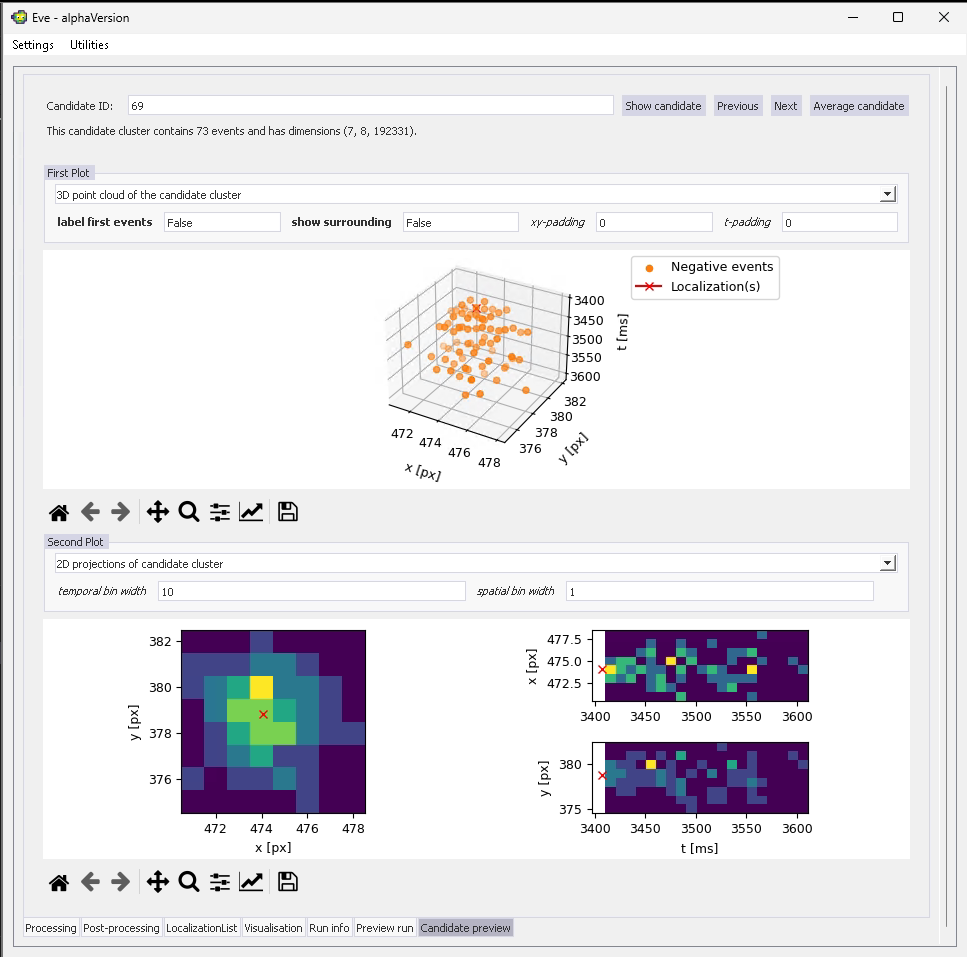 Eve - alphaVersion
Settings Utilities
Candidate ID: 69 Show candidate Previous Next Average candidate
This candidate cluster contains 73 events and has dimensions (7, 8, 192331).
First Plot
3D point cloud of the candidate cluster
label first events False show surrounding False xy-padding 0 t-padding 0
Negative events
Localization(s)
3400
3450
3500
3550
3600
t [ms]
382
380
378
376
y [px]
472
474
476
478
x [px]
Second Plot
2D projections of candidate cluster
temporal bin width 10 spatial bin width 1
382
380
378
376
y [px]
472 474 476 478
x [px]
477.5
475.0
472.5
x [px]
3400 3450 3500 3550 3600
380
375
y [px]
3400 3450 3500 3550 3600
t [ms]
Processing Post-processing LocalizationList Visualisation Run info Preview run Candidate preview